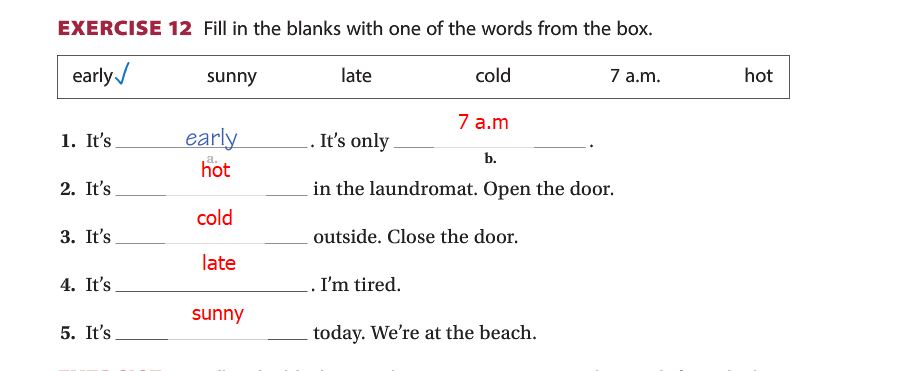 EXERCISE 12 Fill in the blanks with one of the words from the box.
early✓ sunny late cold 7 a.m. hot
1. It's early. It's only 7 a.m.
a. b.
2. It's hot in the laundromat. Open the door.
3. It's cold outside. Close the door.
4. It's late. I'm tired.
5. It's sunny today. We're at the beach.